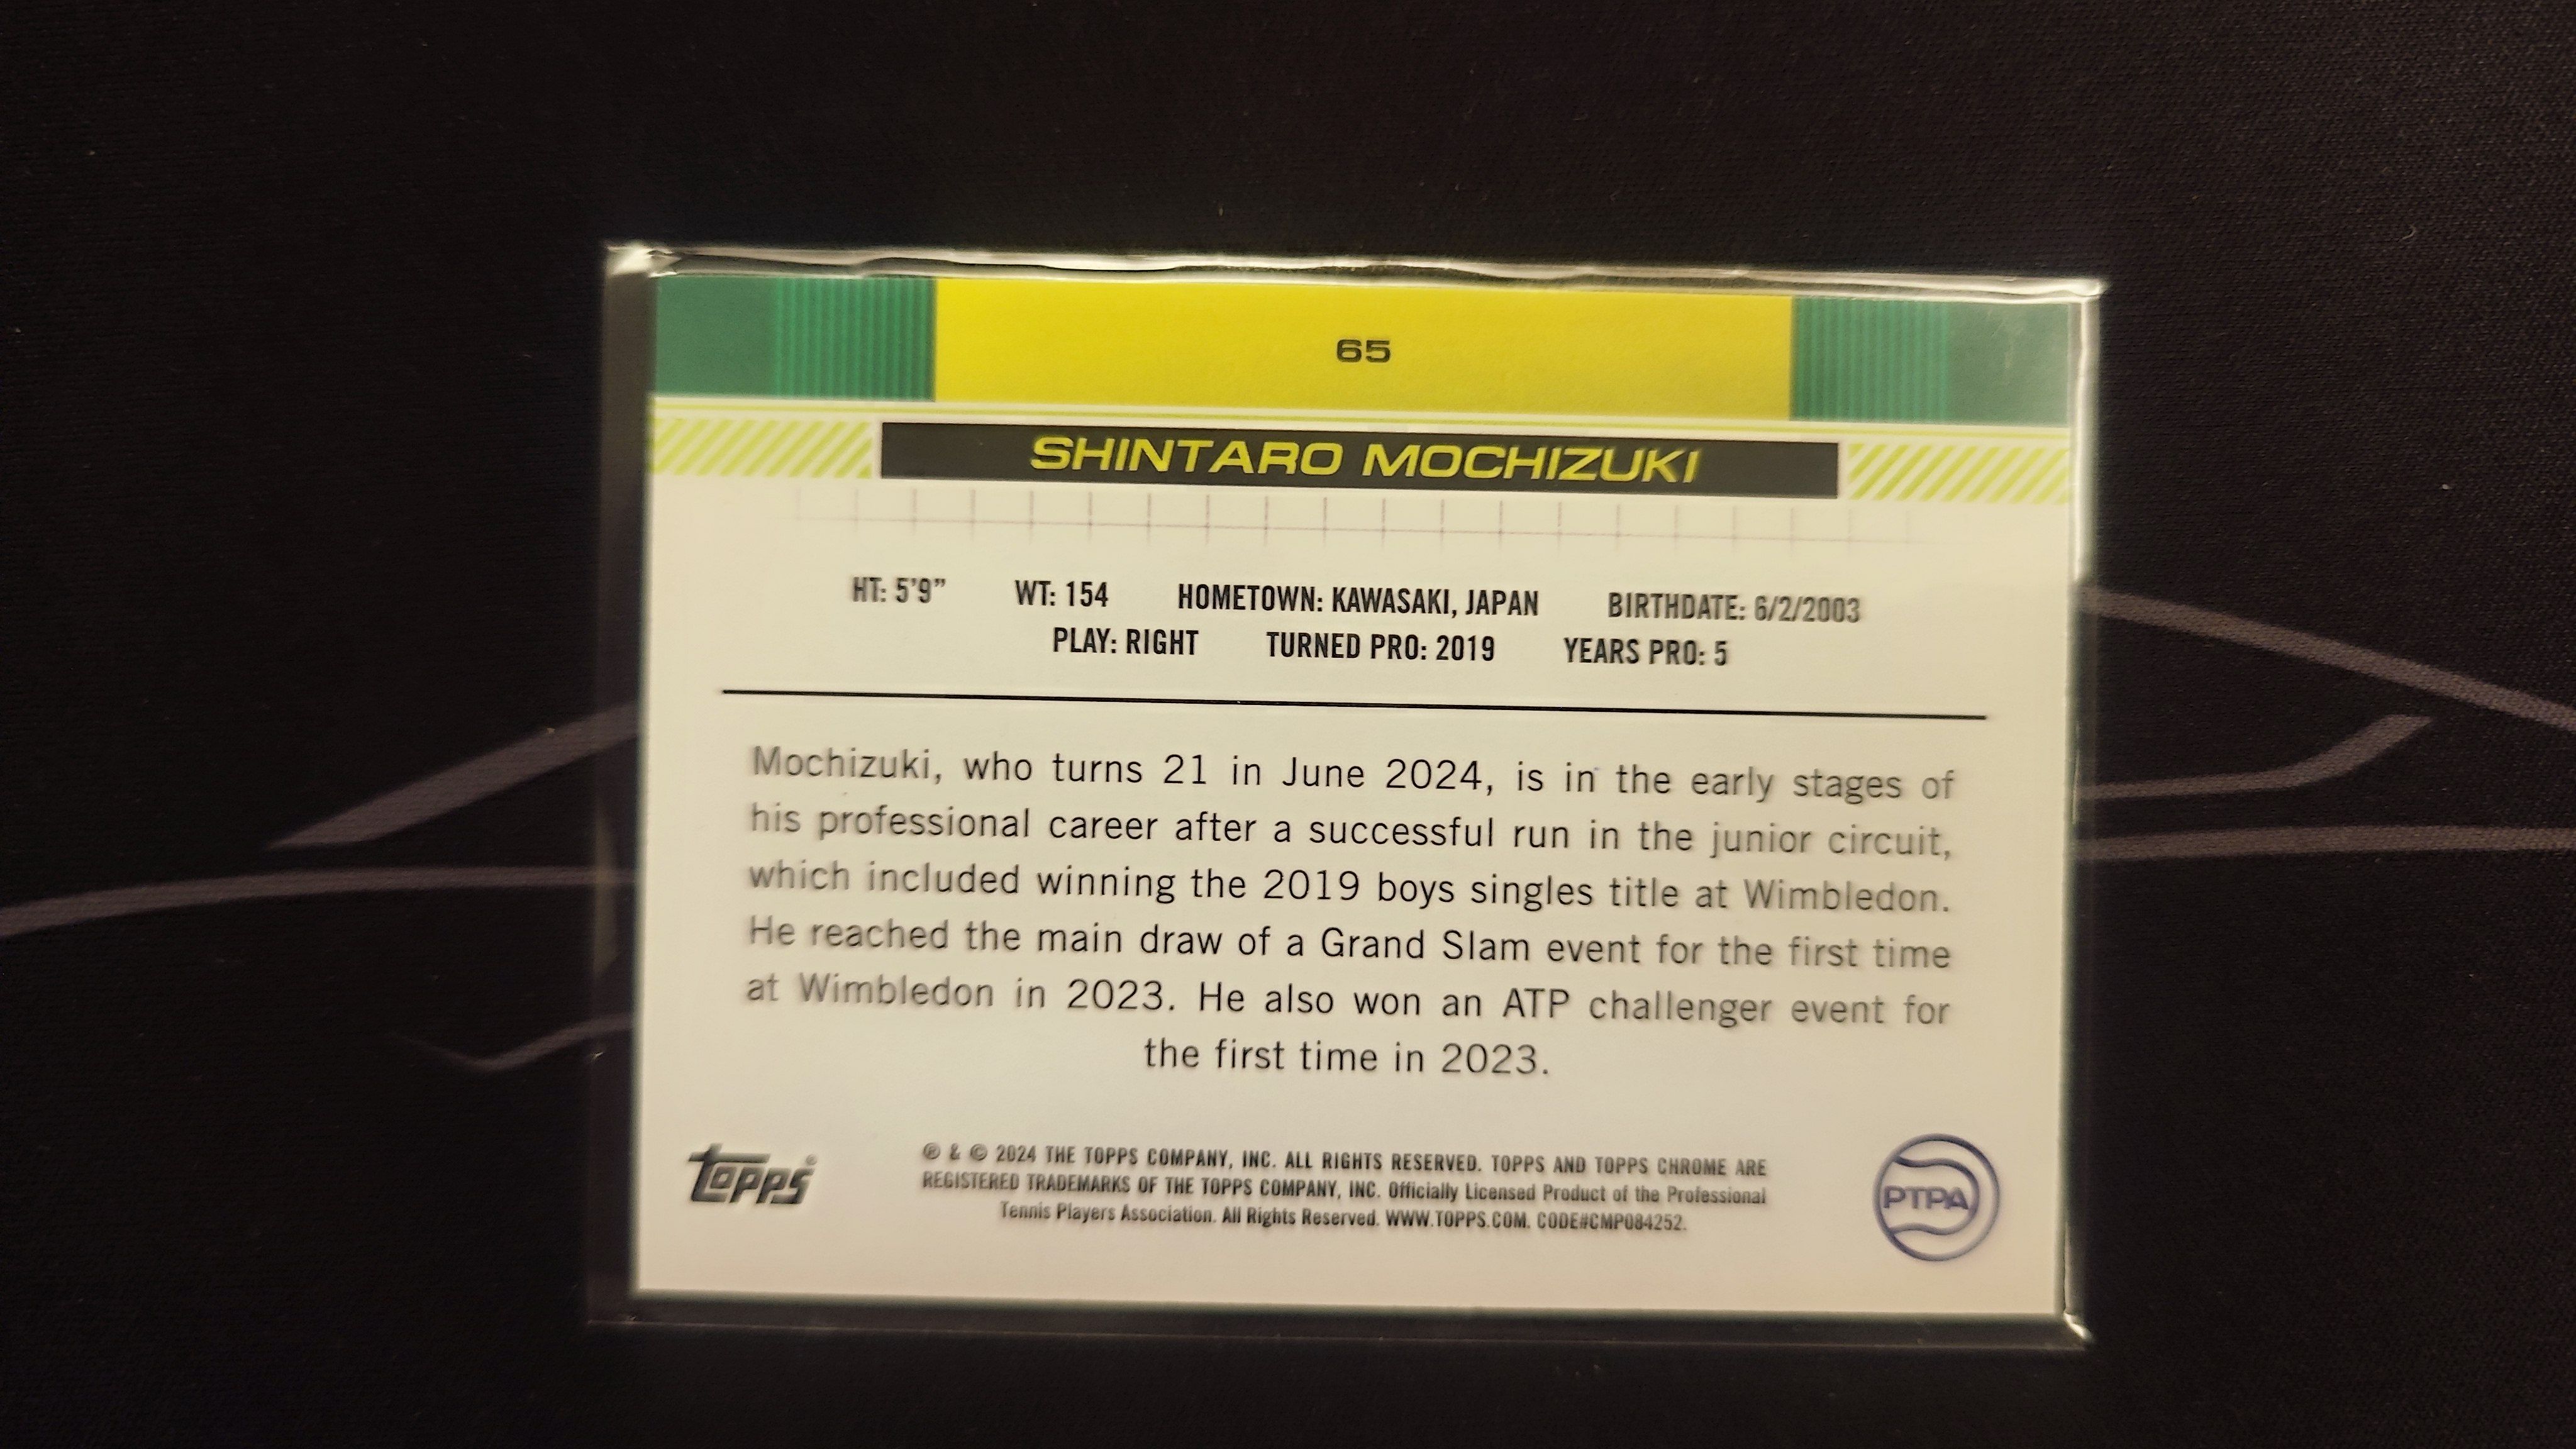 65
SHINTARO MOCHIZUKI
HT: 5'9” WT: 154 HOMETOWN: KAWASAKI, JAPAN BIRTHDATE: 6/2/2003
PLAY: RIGHT TURNED PRO: 2019 YEARS PRO: 5
Mochizuki, who turns 21 in June 2024, is in the early stages of
his professional career after a successful run in the junior circuit,
which included winning the 2019 boys singles title at Wimbledon.
He reached the main draw of a Grand Slam event for the first time
at Wimbledon in 2023. He also won an ATP challenger event for
the first time in 2023.
topps®
® & © 2024 THE TOPPS COMPANY, INC. ALL RIGHTS RESERVED. TOPPS AND TOPPS CHROME ARE
REGISTERED TRADEMARKS OF THE TOPPS COMPANY, INC. Officially Licensed Product of the Professional
Tennis Players Association. All Rights Reserved. WWW.TOPPS.COM. CODE#CMP084252.
PTPA